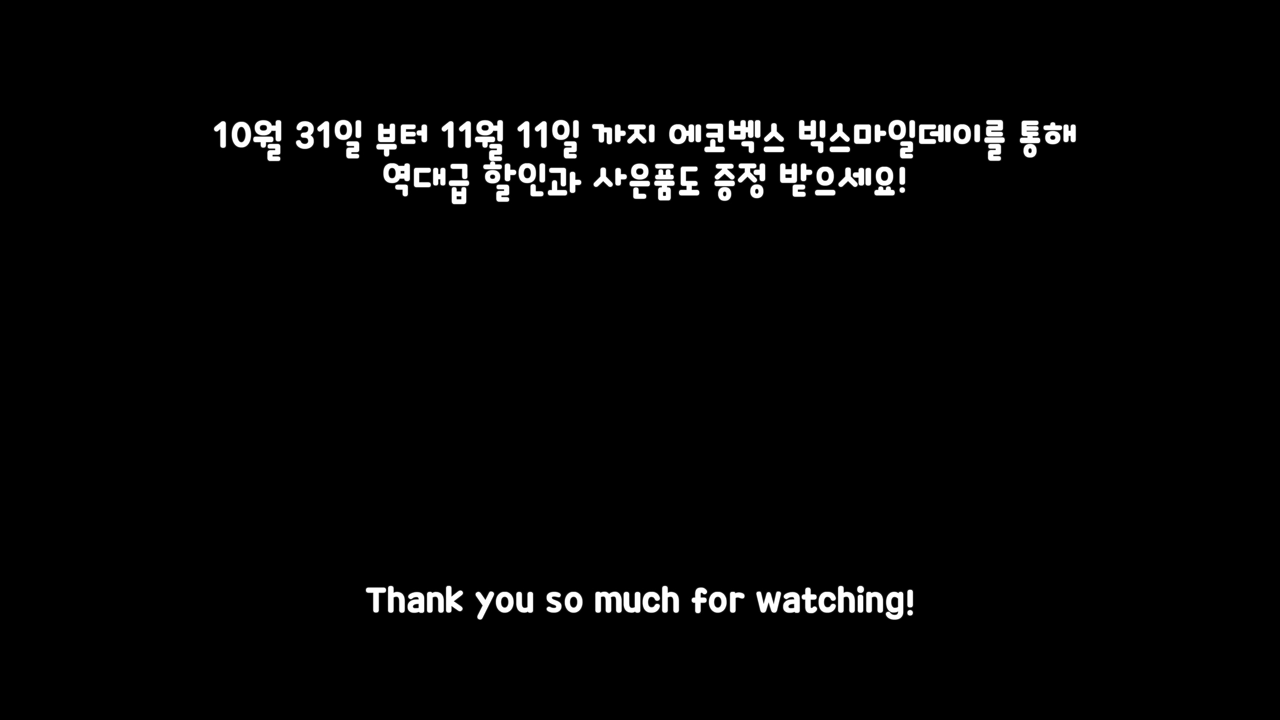 10월 31일 부터 11월 11일 까지 에코벡스 빅스마일데이를 통해
역대급 할인과 사은품도 증정 받으세요!
Thank you so much for watching!